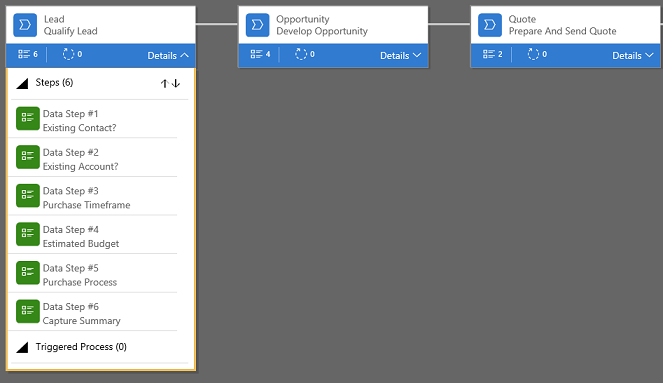 Lead
Qualify Lead
6 0 Details
Steps (6)
Data Step #1
Existing Contact?
Data Step #2
Existing Account?
Data Step #3
Purchase Timeframe
Data Step #4
Estimated Budget
Data Step #5
Purchase Process
Data Step #6
Capture Summary
Triggered Process (0)
Opportunity
Develop Opportunity
4 0 Details
Quote
Prepare And Send Quote
2 0 Details